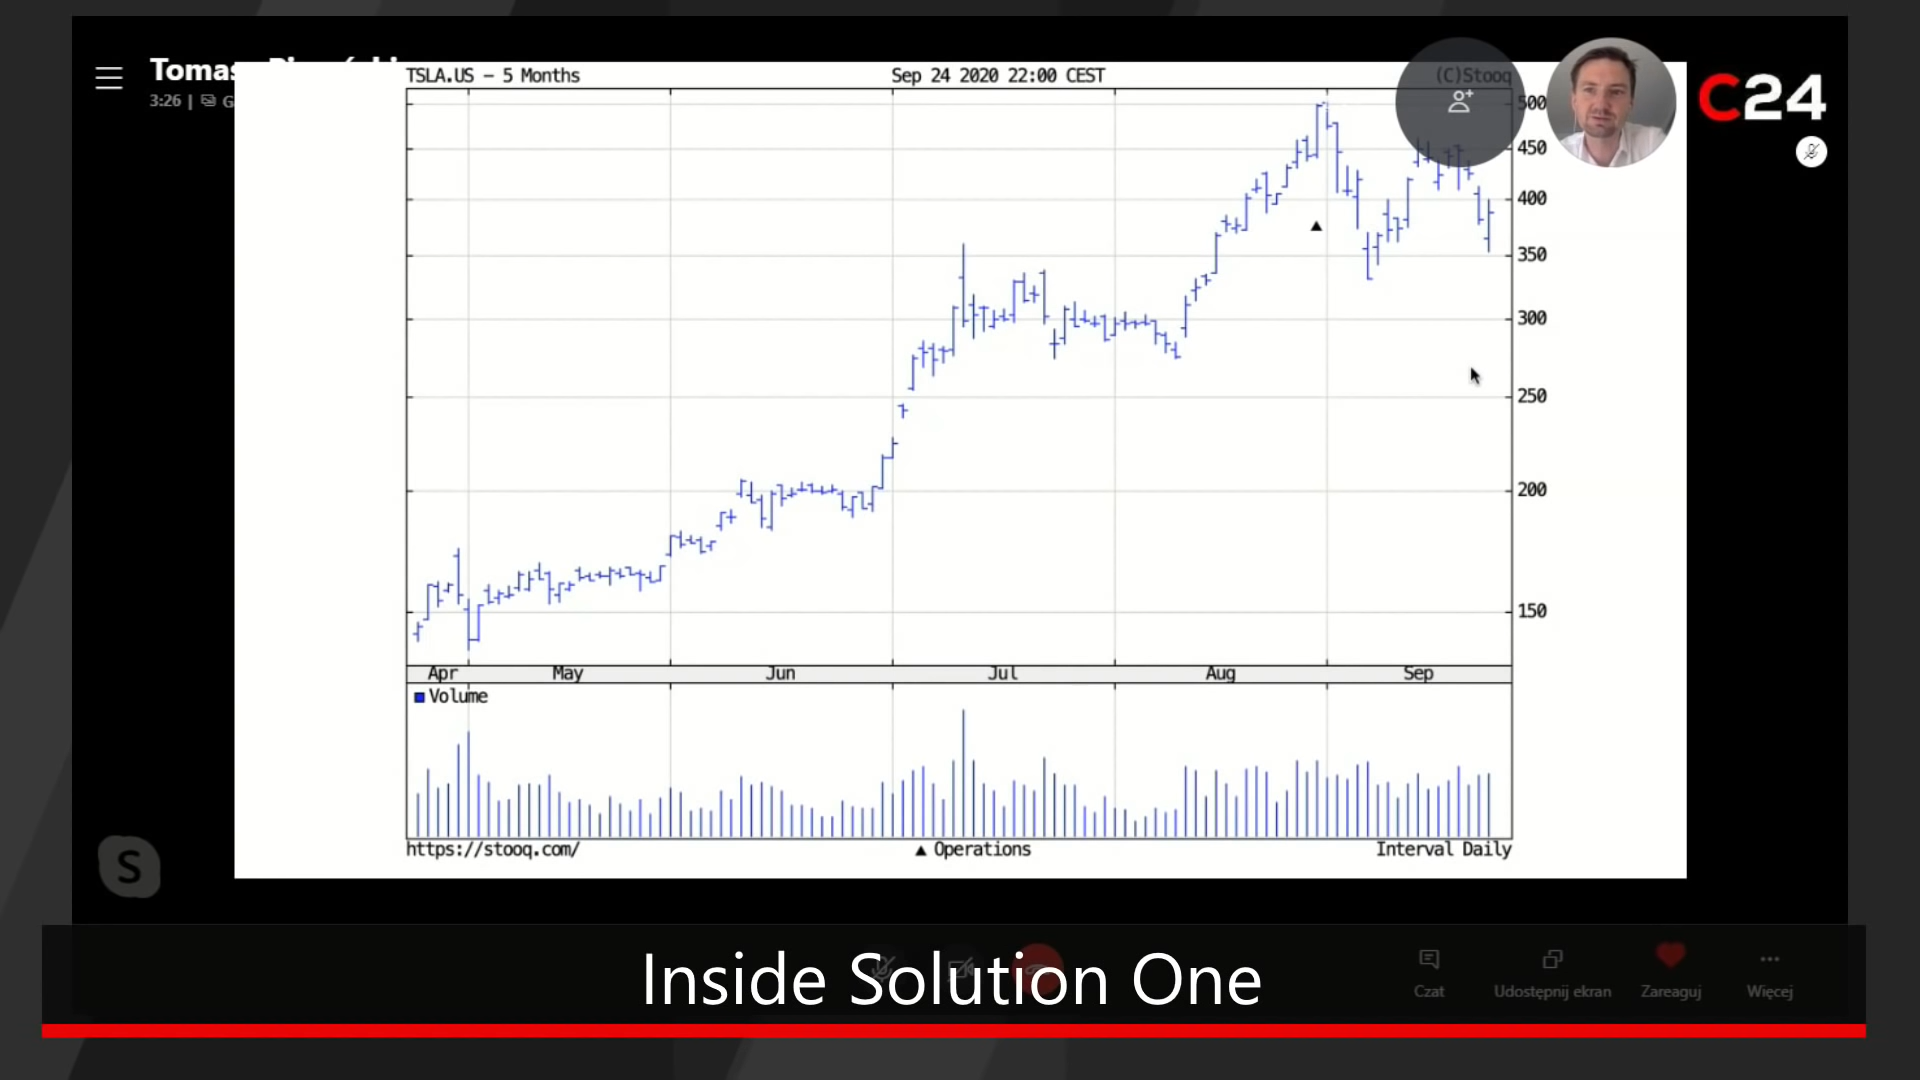 Tomas
3:26 | G
TSLA.US – 5 Months
Sep 24 2020 22:00 CEST
(C)Stooq
C24
500
450
400
350
300
250
200
150
Apr
May
Jun
Jul
Aug
Sep
Volume
https://stooq.com/
▲ Operations
Interval Daily
S
Inside Solution One
Czat
Udostępnij ekran
Zareaguj
Więcej